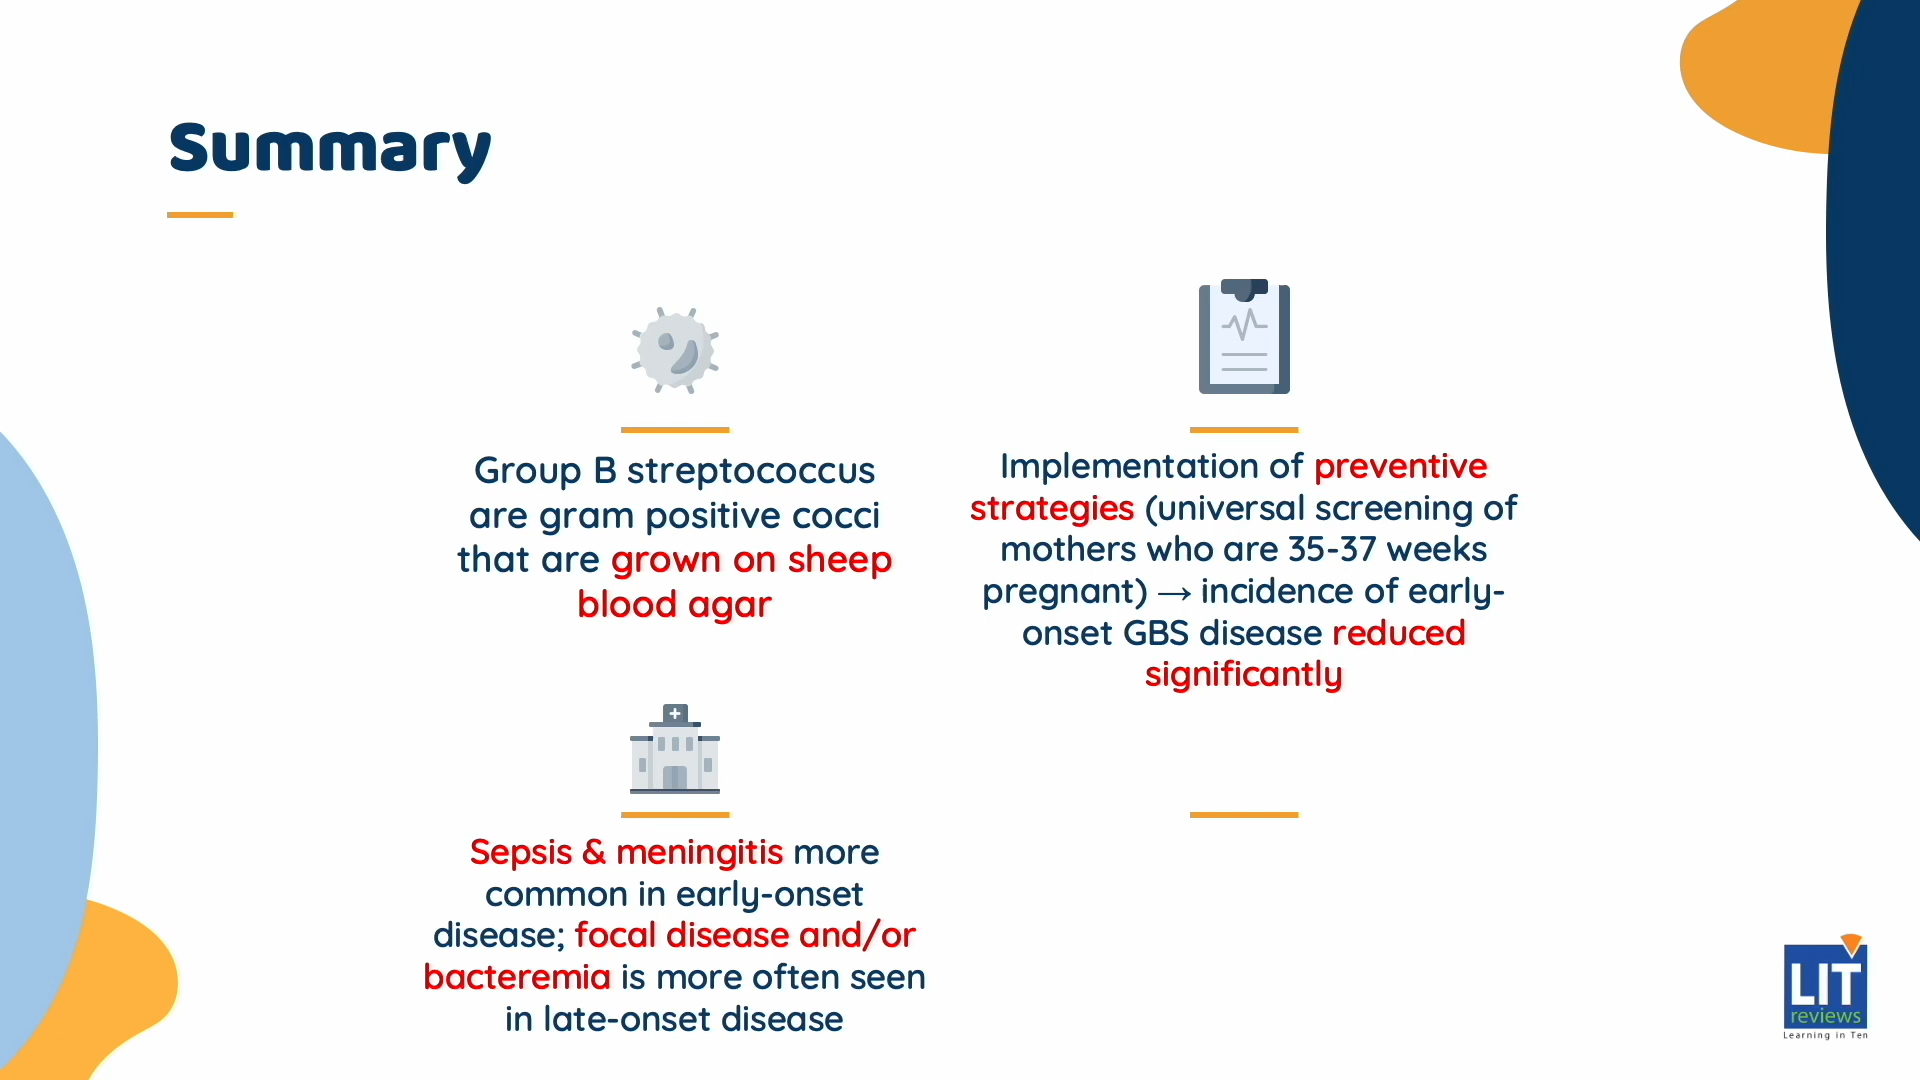 Summary
Group B streptococcus
are gram positive cocci
that are grown on sheep
blood agar
Implementation of preventive
strategies (universal screening of
mothers who are 35-37 weeks
pregnant) → incidence of early-
onset GBS disease reduced
significantly
Sepsis & meningitis more
common in early-onset
disease; focal disease and/or
bacteremia is more often seen
in late-onset disease
LIT
reviews
Learning in Ten